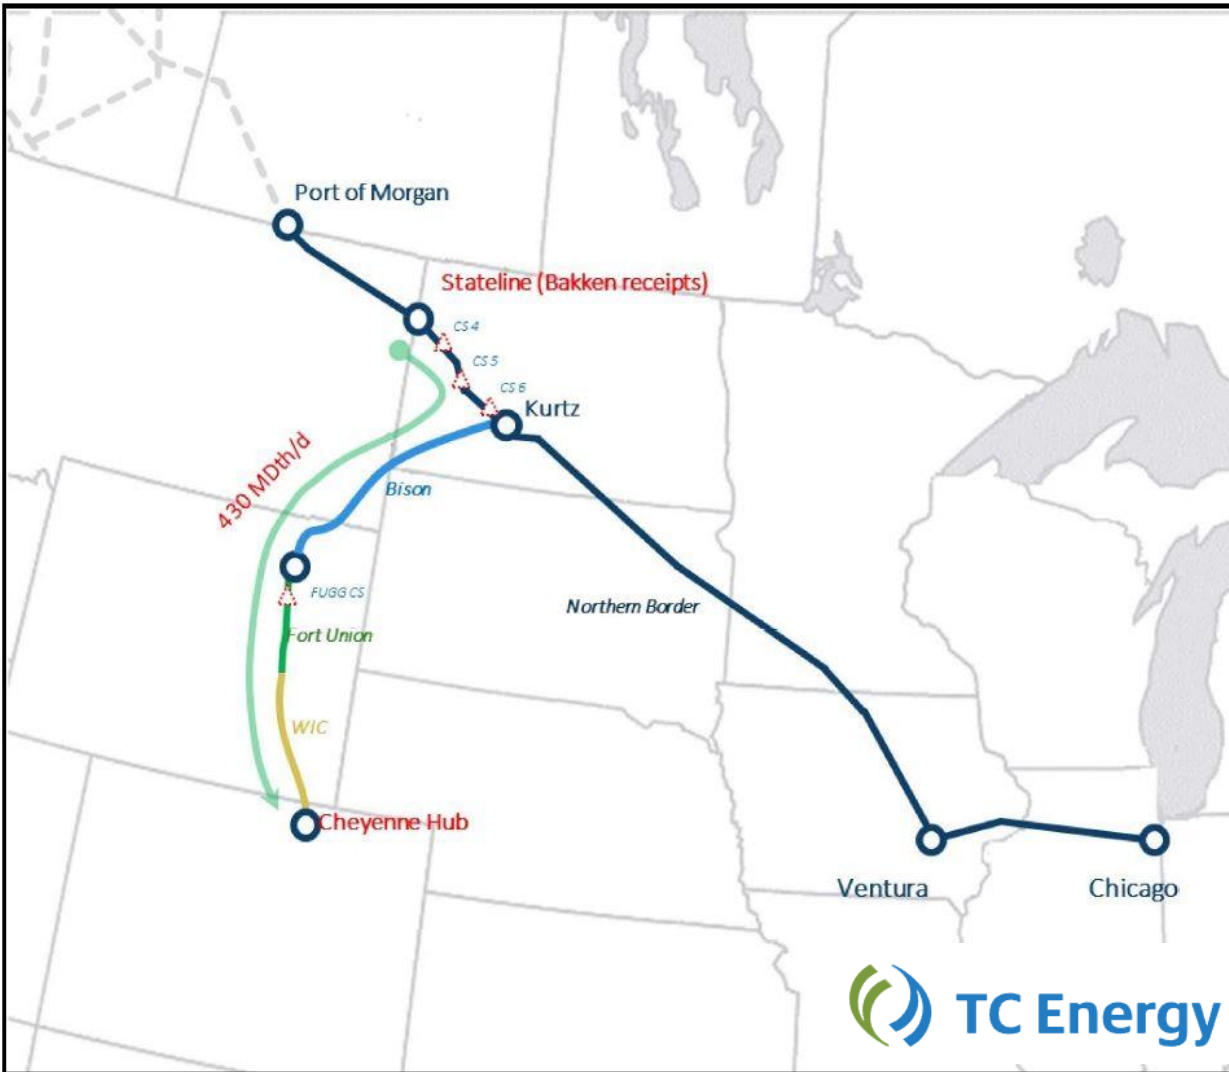 Port of Morgan
Stateline (Bakken receipts)
CS 4
CS 5
CS 6
Kurtz
430 MDth/d
Bison
FUGG CS
Northern Border
Fort Union
WIC
Cheyenne Hub
Ventura
Chicago
TC Energy